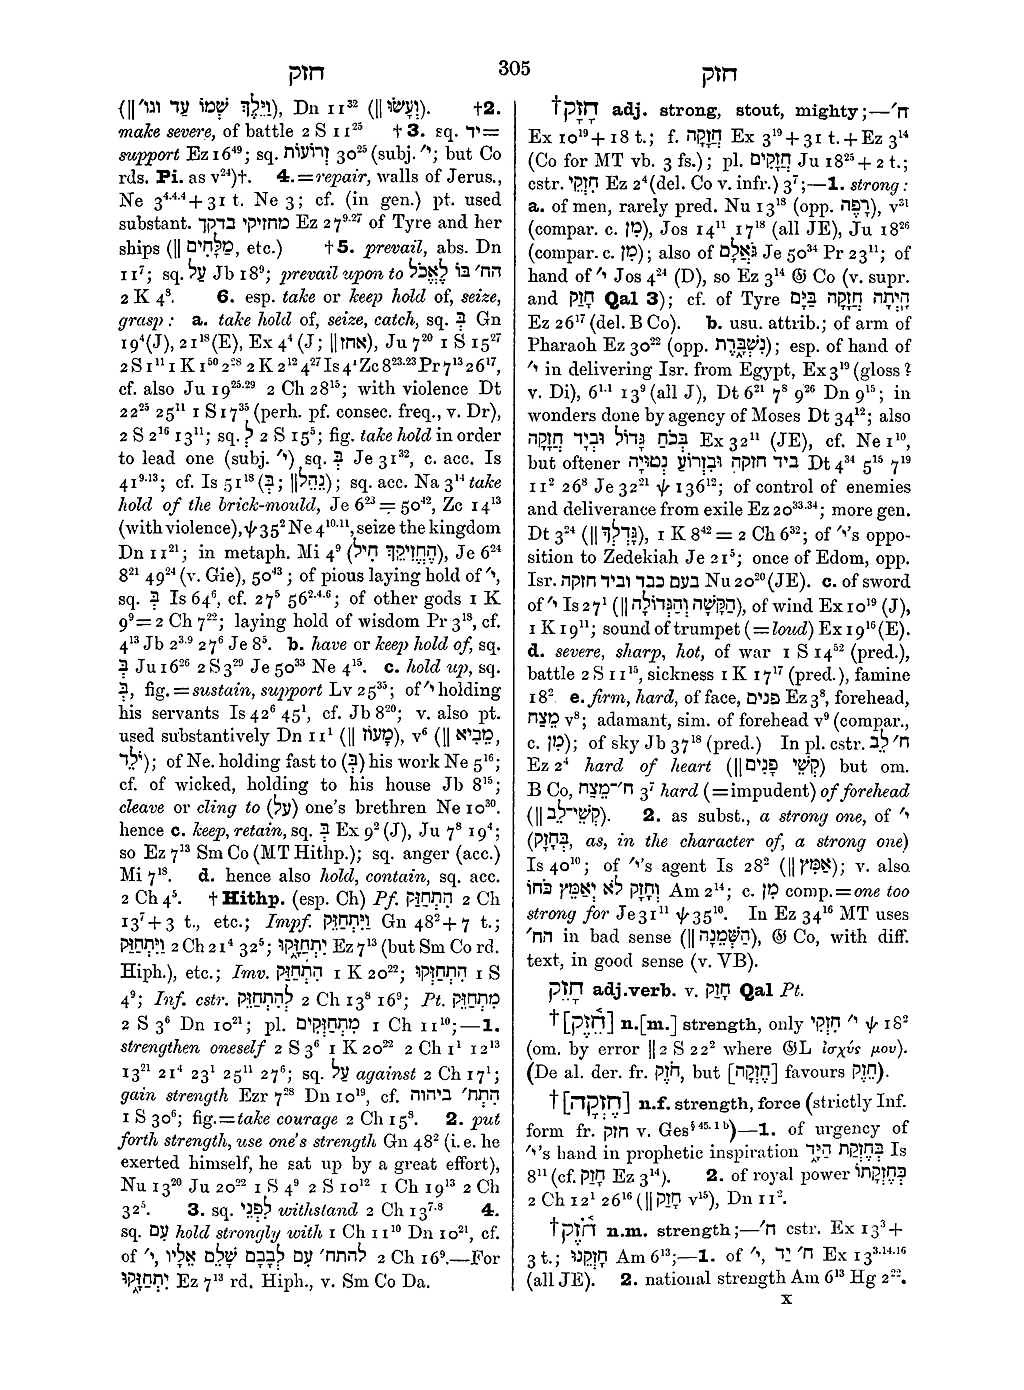 חזק 305 חזק
(‖ וַיֵּלֶךְ שְׁמוֹ עַד וגו׳), Dn 11³² (‖ וְעָשׂוּ). †2.
make severe, of battle 2 S 11²⁵ †3. sq. יד=
support Ez 16⁴⁹; sq. זְרוֹעוֹת 30²⁵ (subj. י׳; but Co
rds. Pi. as v²⁴)†. 4.=repair, walls of Jerus.,
Ne 3⁴·⁴·⁴ + 31 t. Ne 3; cf. (in gen.) pt. used
substant. מחזיקי בדקך Ez 27⁹·²⁷ of Tyre and her
ships (‖ מַלָּחִים, etc.) †5. prevail, abs. Dn
11⁷; sq. עַל Jb 18⁹; prevail upon to הח׳ בּוֹ לֶאֱכֹל
2 K 4⁸. 6. esp. take or keep hold of, seize,
grasp: a. take hold of, seize, catch, sq. בְּ Gn
19⁴(J), 21¹⁸(E), Ex 4⁴ (J; ‖אחז), Ju 7²⁰ 1 S 15²⁷
2 S 1¹¹ 1 K 1⁵⁰ 2²⁸ 2 K 2¹² 4²⁷ Is 4¹ Zc 8²³·²³ Pr 7¹³ 26¹⁷,
cf. also Ju 19²⁵·²⁹ 2 Ch 28¹⁵; with violence Dt
22²⁵ 25¹¹ 1 S 17³⁵ (perh. pf. consec. freq., v. Dr),
2 S 2¹⁶ 13¹¹; sq. לְ 2 S 15⁵; fig. take hold in order
to lead one (subj. י׳) sq. בְּ Je 31³², c. acc. Is
41⁹·¹³; cf. Is 51¹⁸ (בְּ; ‖נהל); sq. acc. Na 3¹⁴ take
hold of the brick-mould, Je 6²³ = 50⁴², Zc 14¹³
(with violence), ψ 35² Ne 4¹⁰·¹¹, seize the kingdom
Dn 11²¹; in metaph. Mi 4⁹ (הֶחֱזִיקֵךְ חִיל), Je 6²⁴
8²¹ 49²⁴ (v. Gie), 50⁴³; of pious laying hold of י׳,
sq. בְּ Is 64⁶, cf. 27⁵ 56²·⁴·⁶; of other gods 1 K
9⁹=2 Ch 7²²; laying hold of wisdom Pr 3¹⁸, cf.
4¹³ Jb 2³·⁹ 27⁶ Je 8⁵. b. have or keep hold of, sq.
בְּ Ju 16²⁶ 2 S 3²⁹ Je 50³³ Ne 4¹⁵. c. hold up, sq.
בְּ, fig.=sustain, support Lv 25³⁵; of י׳ holding
his servants Is 42⁶ 45¹, cf. Jb 8²⁰; v. also pt.
used substantively Dn 11¹ (‖ מָעוֹז), v⁶ (‖ מֵבִיא,
יֹלֵד); of Ne. holding fast to (בְּ) his work Ne 5¹⁶;
cf. of wicked, holding to his house Jb 8¹⁵;
cleave or cling to (עַל) one's brethren Ne 10³⁰.
hence c. keep, retain, sq. בְּ Ex 9² (J), Ju 7⁸ 19⁴;
so Ez 7¹³ Sm Co (MT Hithp.); sq. anger (acc.)
Mi 7¹⁸. d. hence also hold, contain, sq. acc.
2 Ch 4⁵. †Hithp. (esp. Ch) Pf. הִתְחַזַּק 2 Ch
13⁷ + 3 t., etc.; Impf. וַיִּתְחַזֵּק Gn 48² + 7 t.;
וַיִּתְחַזַּק 2 Ch 21⁴ 32⁵; יִתְחַזָּקוּ Ez 7¹³ (but Sm Co rd.
Hiph.), etc.; Imv. הִתְחַזַּק 1 K 20²²; הִתְחַזְּקוּ 1 S
4⁹; Inf. cstr. לְהִתְחַזֵּק 2 Ch 13⁸ 16⁹; Pt. מִתְחַזֵּק
2 S 3⁶ Dn 10²¹; pl. מִתְחַזְּקִים 1 Ch 11¹⁰;—1.
strengthen oneself 2 S 3⁶ 1 K 20²² 2 Ch 1¹ 12¹³
13²¹ 21⁴ 23¹ 25¹¹ 27⁶; sq. עַל against 2 Ch 17¹;
gain strength Ezr 7²⁸ Dn 10¹⁹, cf. התח׳ ביהוה
1 S 30⁶; fig.=take courage 2 Ch 15⁸. 2. put
forth strength, use one's strength Gn 48² (i. e. he
exerted himself, he sat up by a great effort),
Nu 13²⁰ Ju 20²² 1 S 4⁹ 2 S 10¹² 1 Ch 19¹³ 2 Ch
32⁵. 3. sq. לִפְנֵי withstand 2 Ch 13⁷·⁸ 4.
sq. עִם hold strongly with 1 Ch 11¹⁰ Dn 10²¹, cf.
of י׳, להתח׳ עִם לְבָבָם שָׁלֵם אֵלָיו 2 Ch 16⁹.—For
יִתְחַזָּקוּ Ez 7¹³ rd. Hiph., v. Sm Co Da.
†חָזָק adj. strong, stout, mighty;—ח׳
Ex 10¹⁹ + 18 t.; f. חֲזָקָה Ex 3¹⁹ + 31 t. + Ez 3¹⁴
(Co for MT vb. 3 fs.); pl. חֲזָקִים Ju 18²⁵ + 2 t.;
cstr. חִזְקֵי Ez 2⁴ (del. Co v. infr.) 3⁷;—1. strong:
a. of men, rarely pred. Nu 13¹⁸ (opp. רָפֶה), v³¹
(compar. c. מִן), Jos 14¹¹ 17¹⁸ (all JE), Ju 18²⁶
(compar. c. מִן); also of גֹּאֲלָם Je 50³⁴ Pr 23¹¹; of
hand of י׳ Jos 4²⁴ (D), so Ez 3¹⁴ 𝔊 Co (v. supr.
and חָזַק Qal 3); cf. of Tyre הָיְתָה חֲזָקָה בַיָּם
Ez 26¹⁷ (del. B Co). b. usu. attrib.; of arm of
Pharaoh Ez 30²² (opp. נִשְׁבֶּרֶת); esp. of hand of
י׳ in delivering Isr. from Egypt, Ex 3¹⁹ (gloss?
v. Di), 6¹·¹ 13⁹ (all J), Dt 6²¹ 7⁸ 9²⁶ Dn 9¹⁵; in
wonders done by agency of Moses Dt 34¹²; also
בְּכֹחַ גָּדוֹל וּבְיָד חֲזָקָה Ex 32¹¹ (JE), cf. Ne 1¹⁰,
but oftener ביד חזקה וּבִזְרוֹעַ נְטוּיָה Dt 4³⁴ 5¹⁵ 7¹⁹
11² 26⁸ Je 32²¹ ψ 136¹²; of control of enemies
and deliverance from exile Ez 20³³·³⁴; more gen.
Dt 3²⁴ (‖ גָּדְלְךָ), 1 K 8⁴² = 2 Ch 6³²; of י׳'s oppo-
sition to Zedekiah Je 21⁵; once of Edom, opp.
Isr. בעם כבד וביד חזקה Nu 20²⁰ (JE). c. of sword
of י׳ Is 27¹ (‖ הַקָּשָׁה וְהַגְּדוֹלָה), of wind Ex 10¹⁹ (J),
1 K 19¹¹; sound of trumpet (=loud) Ex 19¹⁶ (E).
d. severe, sharp, hot, of war 1 S 14⁵² (pred.),
battle 2 S 11¹⁵, sickness 1 K 17¹⁷ (pred.), famine
18². e. firm, hard, of face, פנים Ez 3⁸, forehead,
מֵצַח v⁸; adamant, sim. of forehead v⁹ (compar.,
c. מִן); of sky Jb 37¹⁸ (pred.) In pl. cstr. ח׳ לֵב
Ez 2⁴ hard of heart (‖ קְשֵׁי פָנִים) but om.
B Co, ח׳־מֵצַח 3⁷ hard (=impudent) of forehead
(‖ קְשֵׁי־לֵב). 2. as subst., a strong one, of י׳
(בְּחָזָק, as, in the character of, a strong one)
Is 40¹⁰; of י׳'s agent Is 28² (‖ אַמִּץ); v. also
וְחָזָק לֹא יְאַמֵּץ כֹּחוֹ Am 2¹⁴; c. מִן comp.=one too
strong for Je 31¹¹ ψ 35¹⁰. In Ez 34¹⁶ MT uses
הח׳ in bad sense (‖ הַשְּׁמֵנָה), 𝔊 Co, with diff.
text, in good sense (v. VB).
חָזֵק adj.verb. v. חָזַק Qal Pt.
†[חֵ֫זֶק] n.[m.] strength, only חִזְקִי י׳ ψ 18²
(om. by error ‖ 2 S 22² where 𝔊L ἰσχύς μου).
(De al. der. fr. חֹזֶק, but [חֶזְקָה] favours חֵזֶק).
†[חֶזְקָה] n.f. strength, force (strictly Inf.
form fr. חזק v. Ges§ 45. 1 b)—1. of urgency of
י׳'s hand in prophetic inspiration בְּחֶזְקַת הַיָּד Is
8¹¹ (cf. חָזַק Ez 3¹⁴). 2. of royal power כְּחֶזְקָתוֹ
2 Ch 12¹ 26¹⁶ (‖ חָזַק v¹⁵), Dn 11².
†חֹ֫זֶק n.m. strength;—ח׳ cstr. Ex 13³ +
3 t.; חָזְקֵנוּ Am 6¹³;—1. of י׳, ח׳ יָד Ex 13³·¹⁴·¹⁶
(all JE). 2. national strength Am 6¹³ Hg 2²².
x